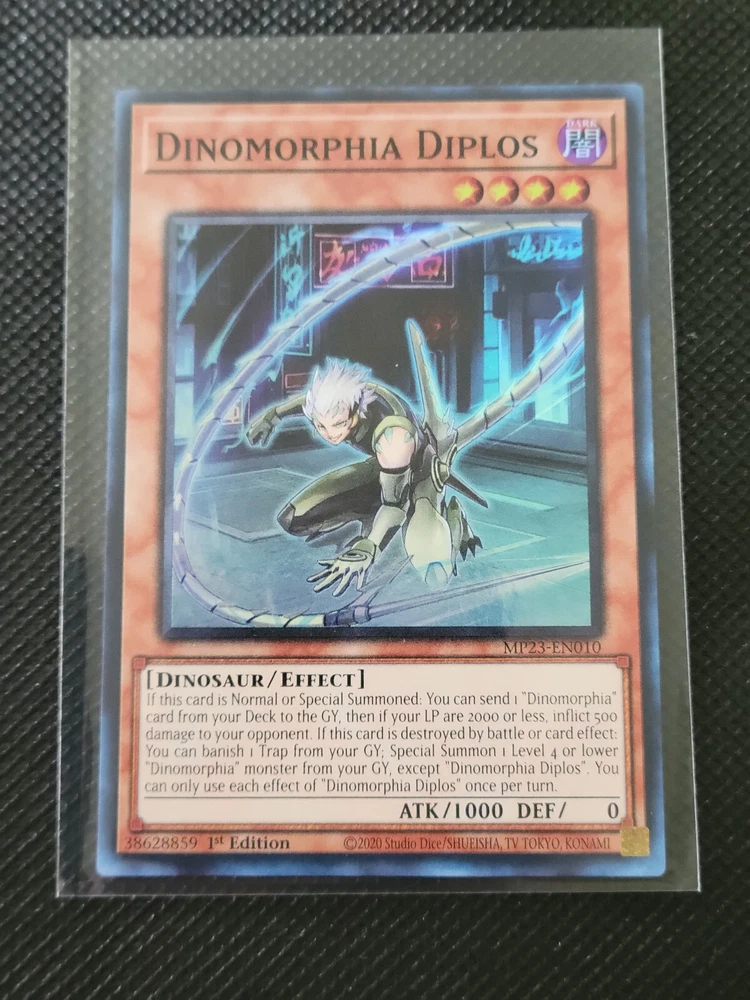 DINOMORPHIA DIPLOS
DARK
闇
MP23-EN010
[DINOSAUR/EFFECT]
If this card is Normal or Special Summoned: You can send 1 "Dinomorphia"
card from your Deck to the GY, then if your LP are 2000 or less, inflict 500
damage to your opponent. If this card is destroyed by battle or card effect:
You can banish 1 Trap from your GY; Special Summon 1 Level 4 or lower
"Dinomorphia" monster from your GY, except "Dinomorphia Diplos". You
can only use each effect of "Dinomorphia Diplos" once per turn.
ATK/1000 DEF/ 0
38628859 1st Edition ©2020 Studio Dice/SHUEISHA, TV TOKYO, KONAMI